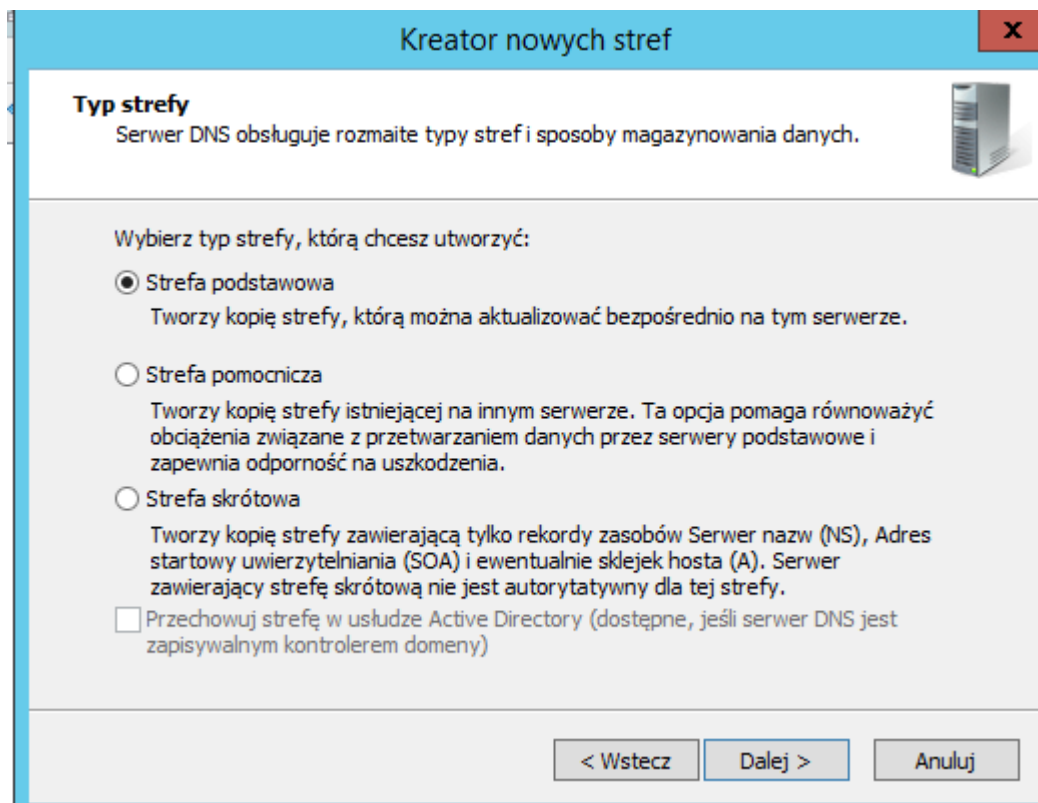 Kreator nowych stref
x
Typ strefy
Serwer DNS obsługuje rozmaite typy stref i sposoby magazynowania danych.
Wybierz typ strefy, którą chcesz utworzyć:
Strefa podstawowa
Tworzy kopię strefy, którą można aktualizować bezpośrednio na tym serwerze.
Strefa pomocnicza
Tworzy kopię strefy istniejącej na innym serwerze. Ta opcja pomaga równoważyć
obciążenia związane z przetwarzaniem danych przez serwery podstawowe i
zapewnia odporność na uszkodzenia.
Strefa skrótowa
Tworzy kopię strefy zawierającą tylko rekordy zasobów Serwer nazw (NS), Adres
startowy uwierzytelniania (SOA) i ewentualnie sklejek hosta (A). Serwer
zawierający strefę skrótową nie jest autorytatywny dla tej strefy.
Przechowuj strefę w usłudze Active Directory (dostępne, jeśli serwer DNS jest
zapisywalnym kontrolerem domeny)
< Wstecz
Dalej >
Anuluj